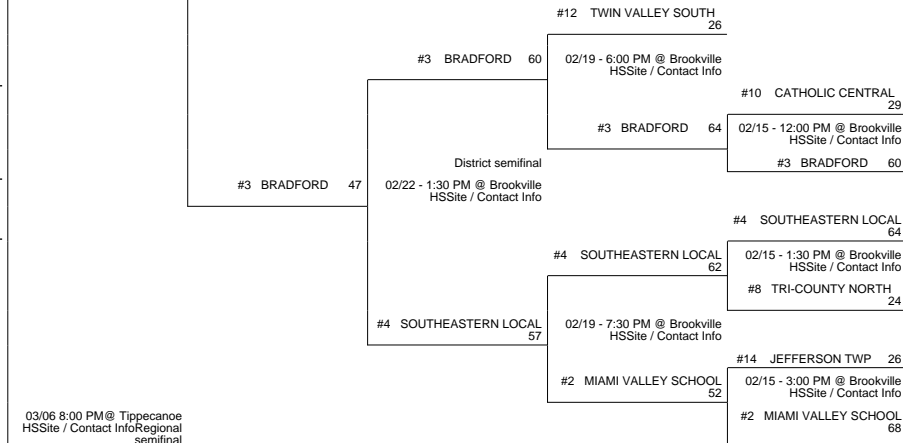 #12 TWIN VALLEY SOUTH
26
#3 BRADFORD 60
02/19 - 6:00 PM @ Brookville
HSSite / Contact Info
#10 CATHOLIC CENTRAL
29
#3 BRADFORD 64
02/15 - 12:00 PM @ Brookville
HSSite / Contact Info
#3 BRADFORD 60
District semifinal
#3 BRADFORD 47
02/22 - 1:30 PM @ Brookville
HSSite / Contact Info
#4 SOUTHEASTERN LOCAL
64
#4 SOUTHEASTERN LOCAL
62
02/15 - 1:30 PM @ Brookville
HSSite / Contact Info
#8 TRI-COUNTY NORTH
24
#4 SOUTHEASTERN LOCAL
57
02/19 - 7:30 PM @ Brookville
HSSite / Contact Info
#14 JEFFERSON TWP 26
#2 MIAMI VALLEY SCHOOL
52
02/15 - 3:00 PM @ Brookville
HSSite / Contact Info
#2 MIAMI VALLEY SCHOOL
68
03/06 8:00 PM@ Tippecanoe
HSSite / Contact InfoRegional
semifinal